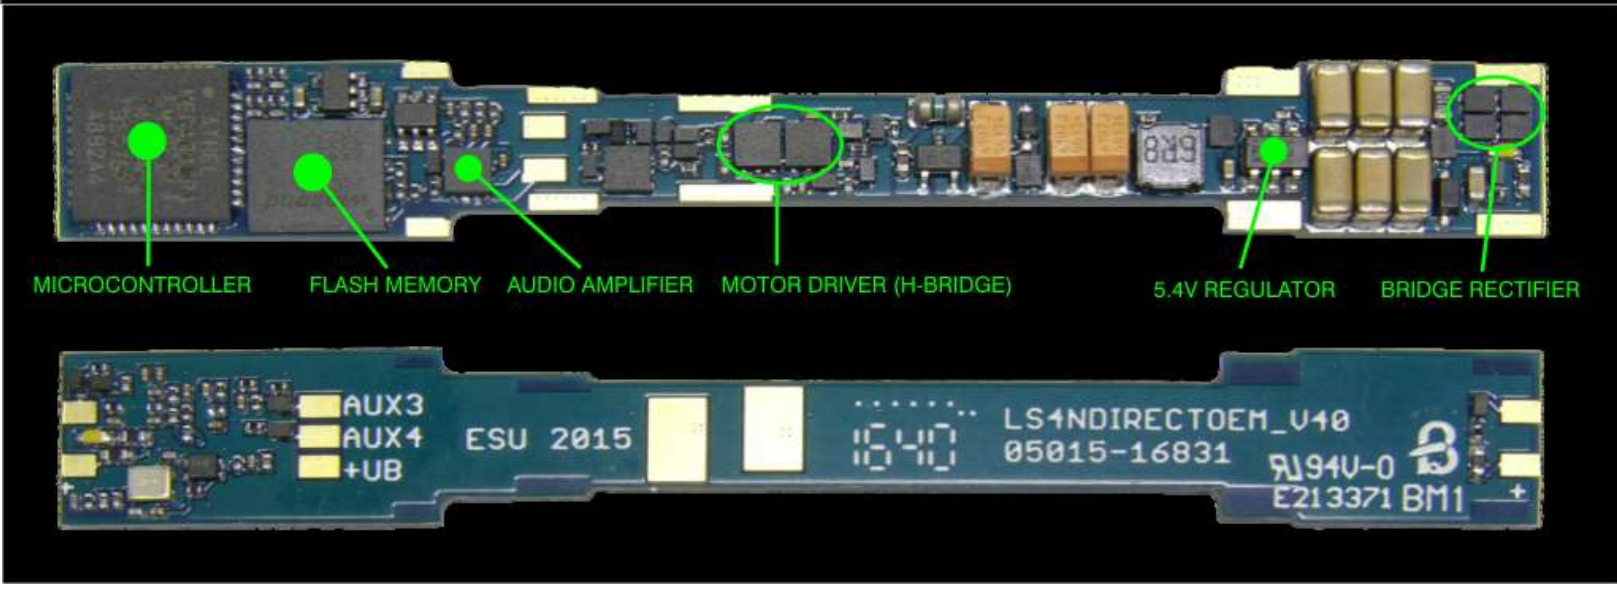 MICROCONTROLLER
FLASH MEMORY
AUDIO AMPLIFIER
MOTOR DRIVER (H-BRIDGE)
5.4V REGULATOR
BRIDGE RECTIFIER
6R8
AUX3
AUX4
+UB
ESU 2015
1640
LS4NDIRECTOEM_V40
05015-16831
94V-0
E213371 BM1
+
+